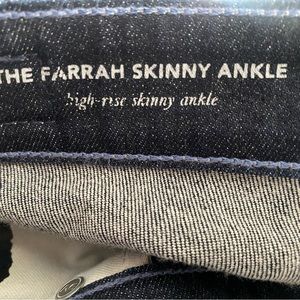 THE FARRAH SKINNY ANKLE
high-rise skinny ankle